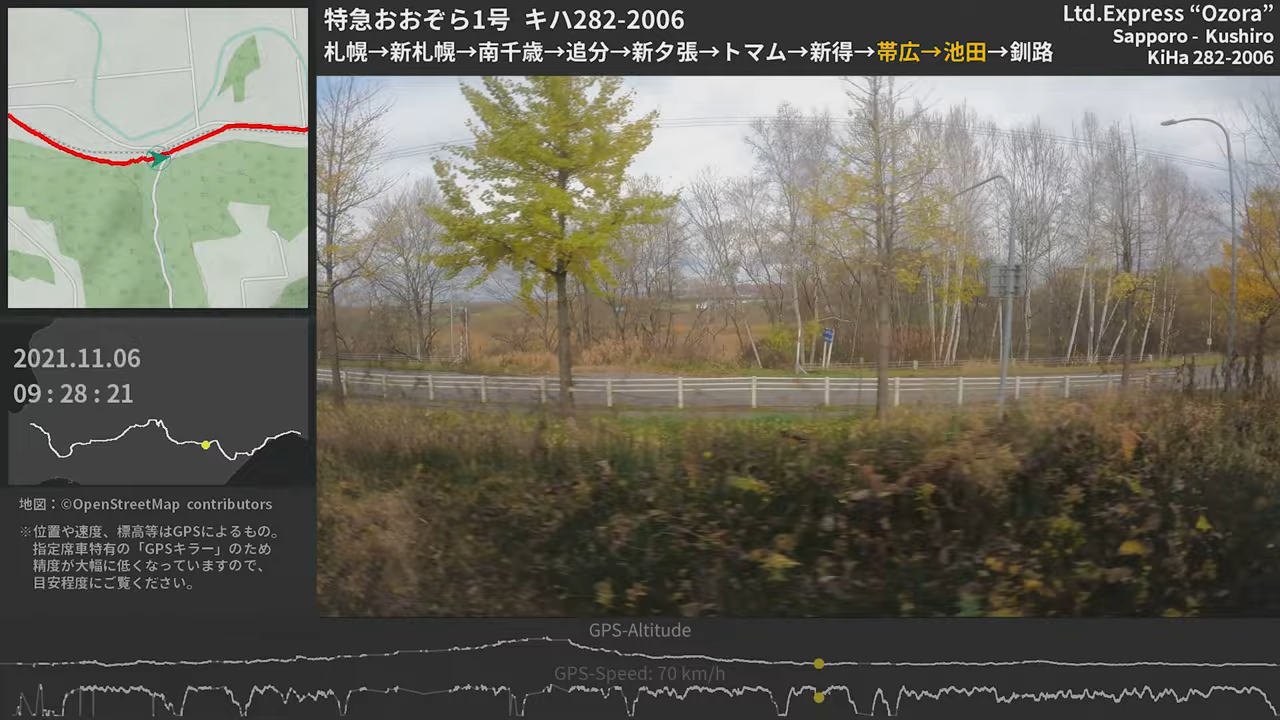 特急おおぞら1号 キハ282-2006
札幌→新札幌→南千歳→追分→新夕張→トマム→新得→帯広→池田→釧路
Ltd.Express “Ozora”
Sapporo - Kushiro
KiHa 282-2006
2021.11.06
09:28:21
地図：©OpenStreetMap contributors
※位置や速度、標高等はGPSによるもの。
指定席車特有の「GPSキラー」のため
精度が大幅に低くなっていますので、
目安程度にご覧ください。
GPS-Altitude
GPS-Speed: 70 km/h